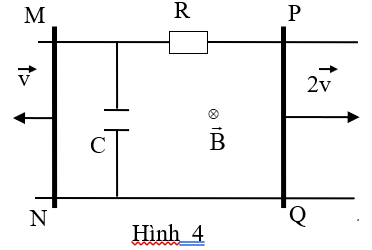 M R P
v⃗ 2v⃗
⊗
C B⃗
N Q
Hình 4